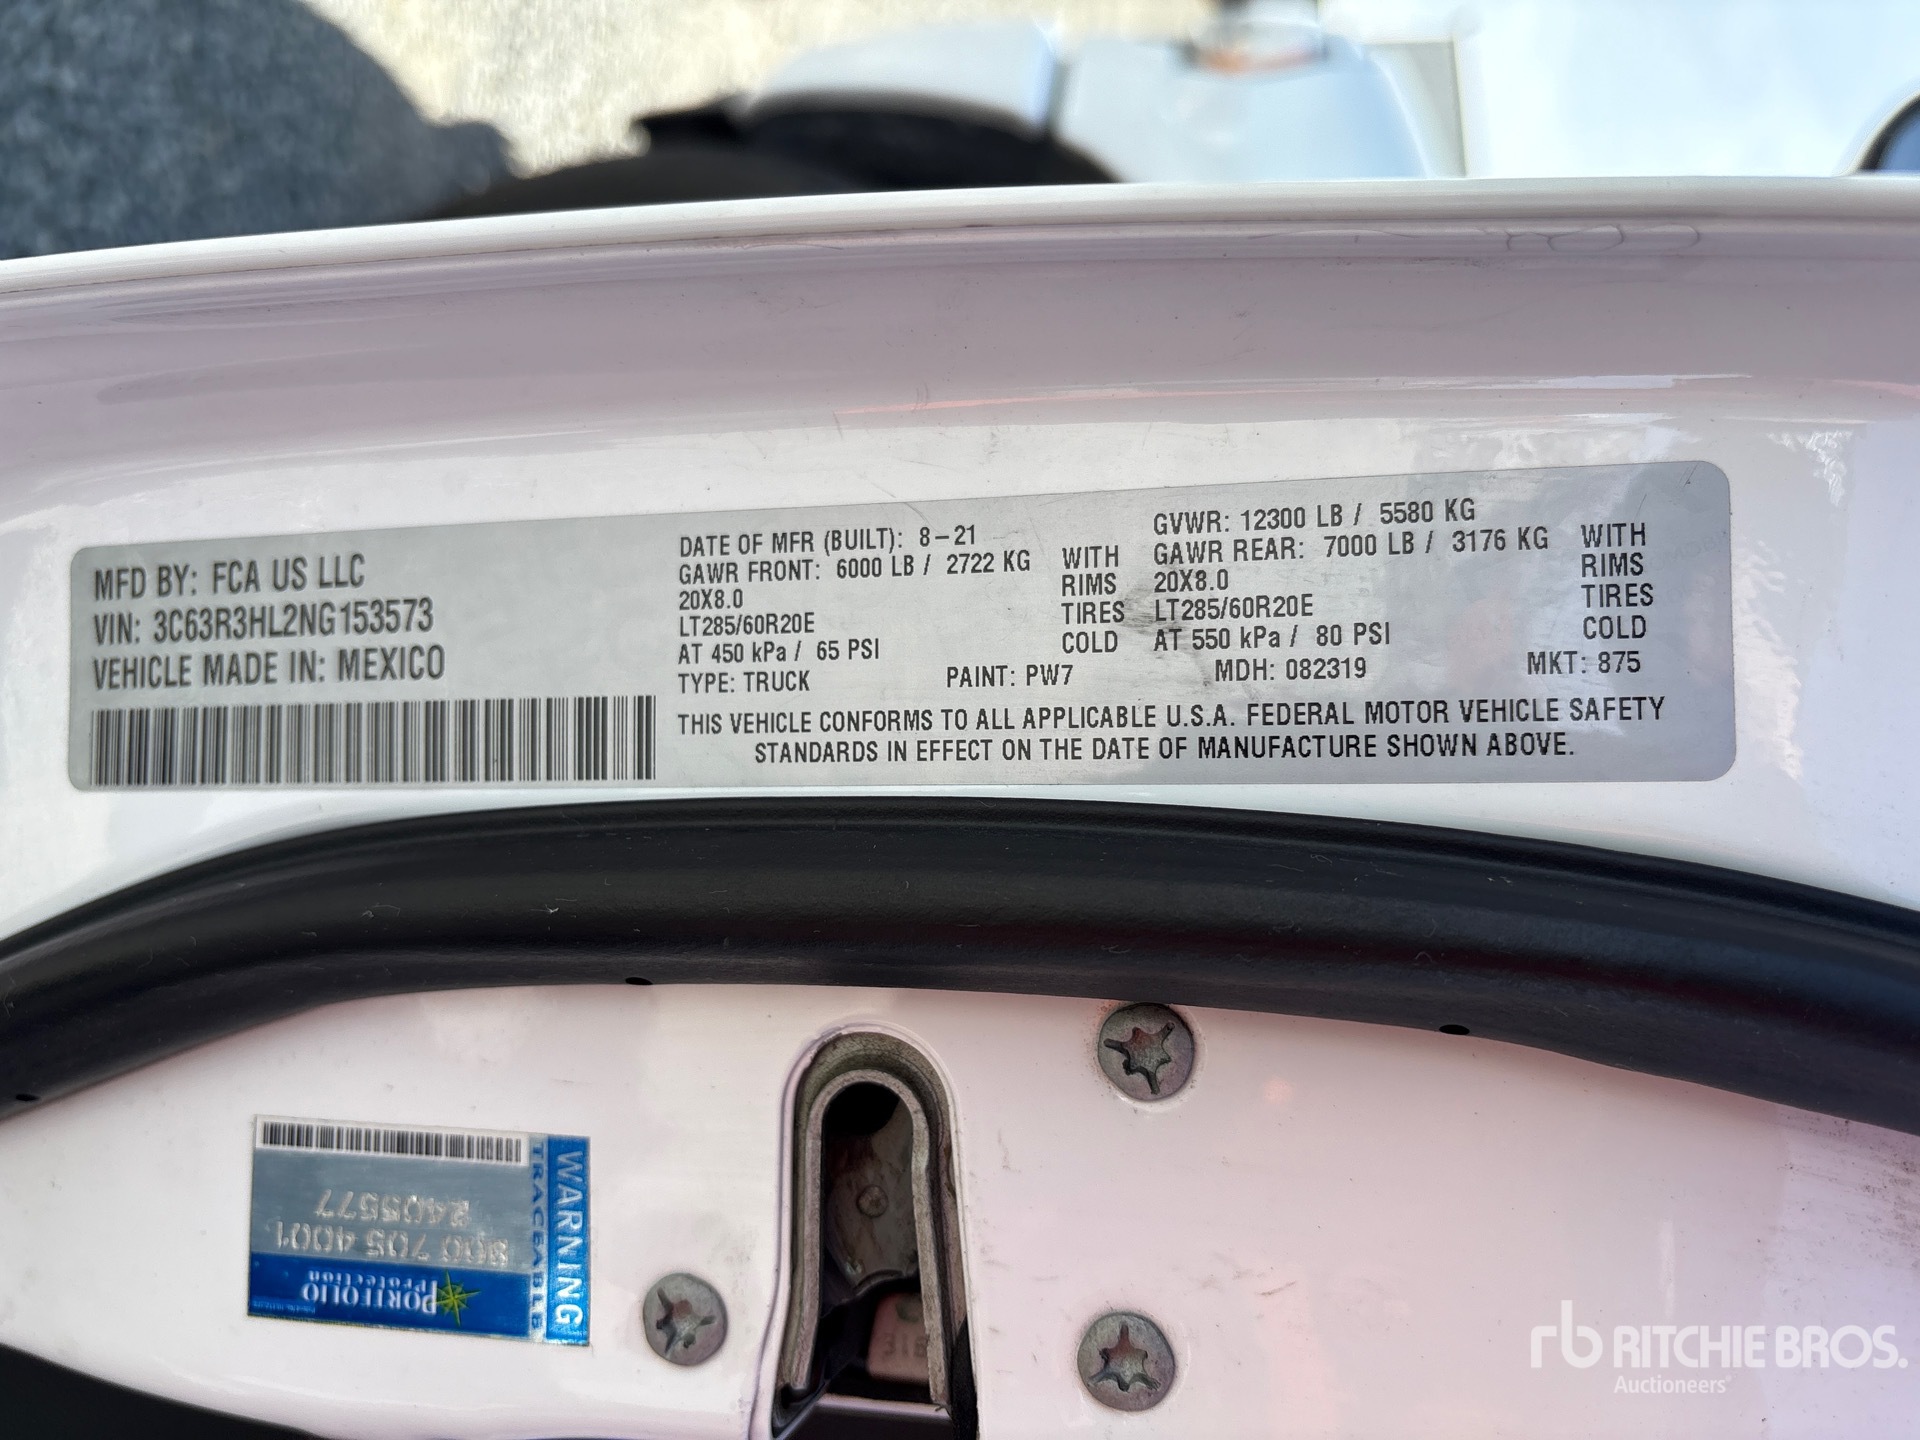 MFD BY: FCA US LLC
VIN: 3C63R3HL2NG153573
VEHICLE MADE IN: MEXICO
DATE OF MFR (BUILT): 8-21
GAWR FRONT: 6000 LB / 2722 KG WITH
20X8.0 RIMS
LT285/60R20E TIRES
AT 450 kPa / 65 PSI COLD
TYPE: TRUCK PAINT: PW7
GVWR: 12300 LB / 5580 KG
GAWR REAR: 7000 LB / 3176 KG WITH
20X8.0 RIMS
LT285/60R20E TIRES
AT 550 kPa / 80 PSI COLD
MDH: 082319 MKT: 875
THIS VEHICLE CONFORMS TO ALL APPLICABLE U.S.A. FEDERAL MOTOR VEHICLE SAFETY
STANDARDS IN EFFECT ON THE DATE OF MANUFACTURE SHOWN ABOVE.
WARNING
TRACEABLE
PORTFOLIO
Protection
800 705 4001
2405577
rb RITCHIE BROS.
Auctioneers